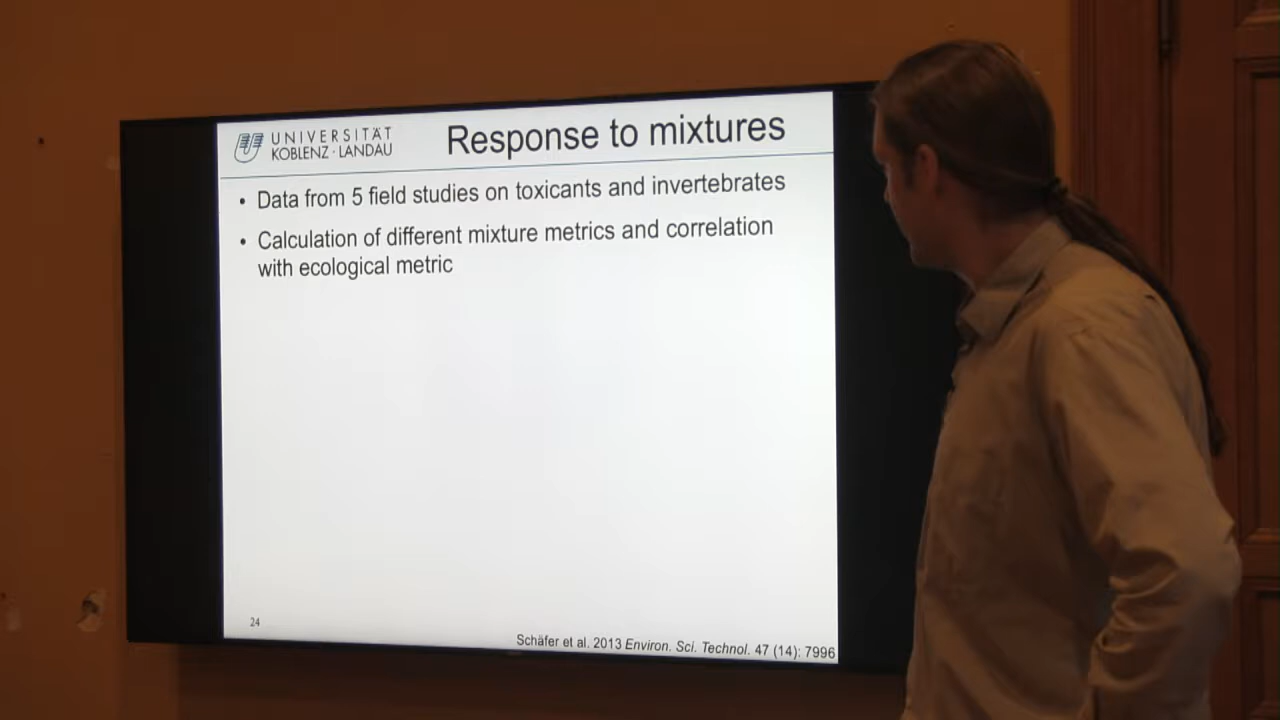 UNIVERSITÄT
KOBLENZ · LANDAU
Response to mixtures
• Data from 5 field studies on toxicants and invertebrates
• Calculation of different mixture metrics and correlation
with ecological metric
24
Schäfer et al. 2013 Environ. Sci. Technol. 47 (14): 7996